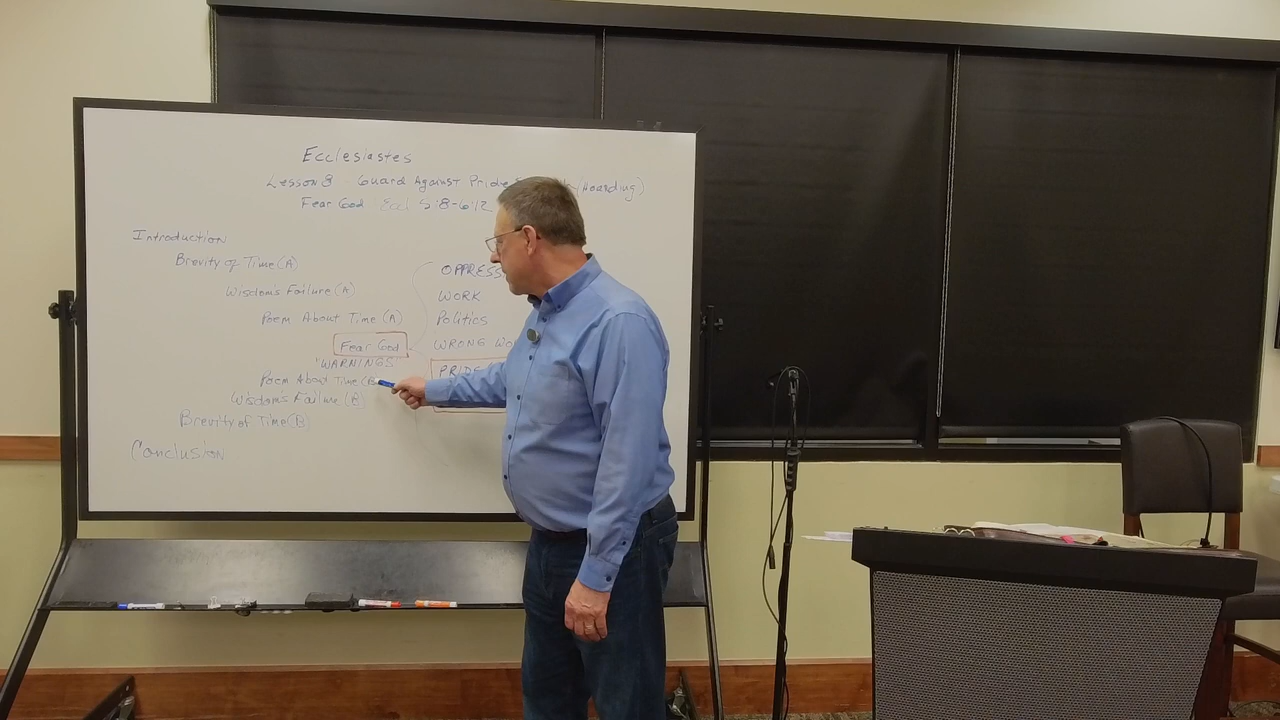 Ecclesiastes
Lesson 8 Guard Against Pride (Hoarding)
Fear God Eccl 5:8-6:12
Introduction
Brevity of Time (A)
Wisdom's Failure (A)
Poem About Time (A)
Fear God
"WARNINGS"
Poem About Time (B
Wisdom's Failure (B)
Brevity of Time (B)
Conclusion
OPPRESS
WORK
Politics
WRONG WO
PRIDE